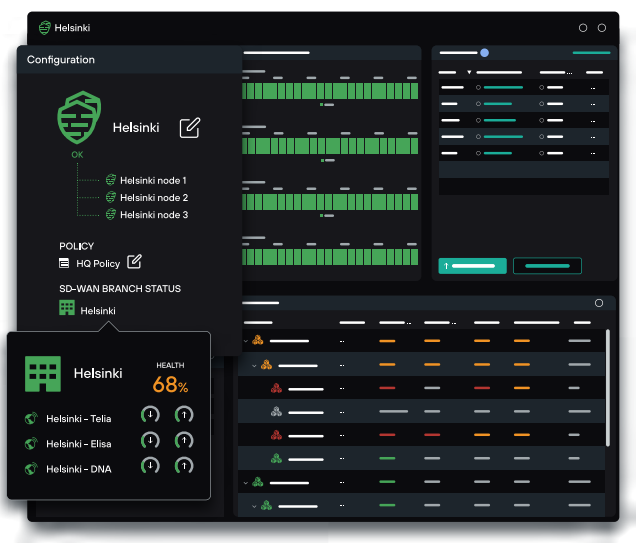 Helsinki
Configuration
Helsinki
OK
Helsinki node 1
Helsinki node 2
Helsinki node 3
POLICY
HQ Policy
SD-WAN BRANCH STATUS
Helsinki
Helsinki
HEALTH
68%
Helsinki - Telia
Helsinki - Elisa
Helsinki - DNA